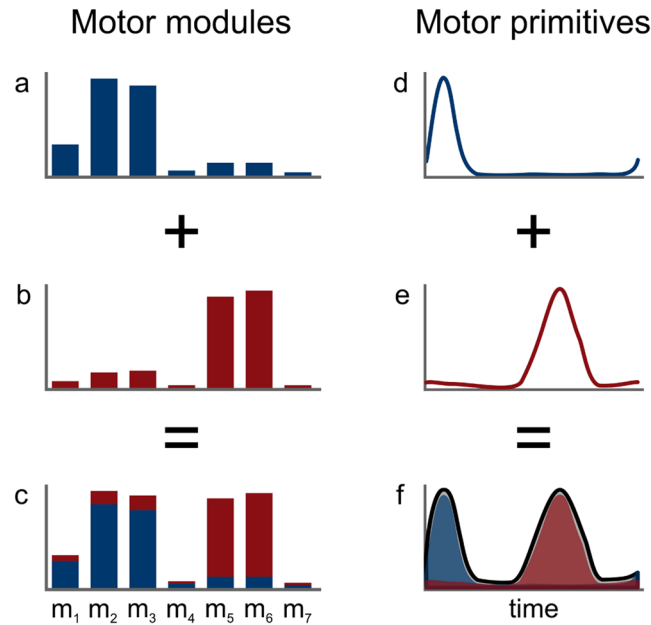 Motor modules
Motor primitives
a
d
+
+
b
e
=
=
c
f
m₁ m₂ m₃ m₄ m₅ m₆ m₇
time